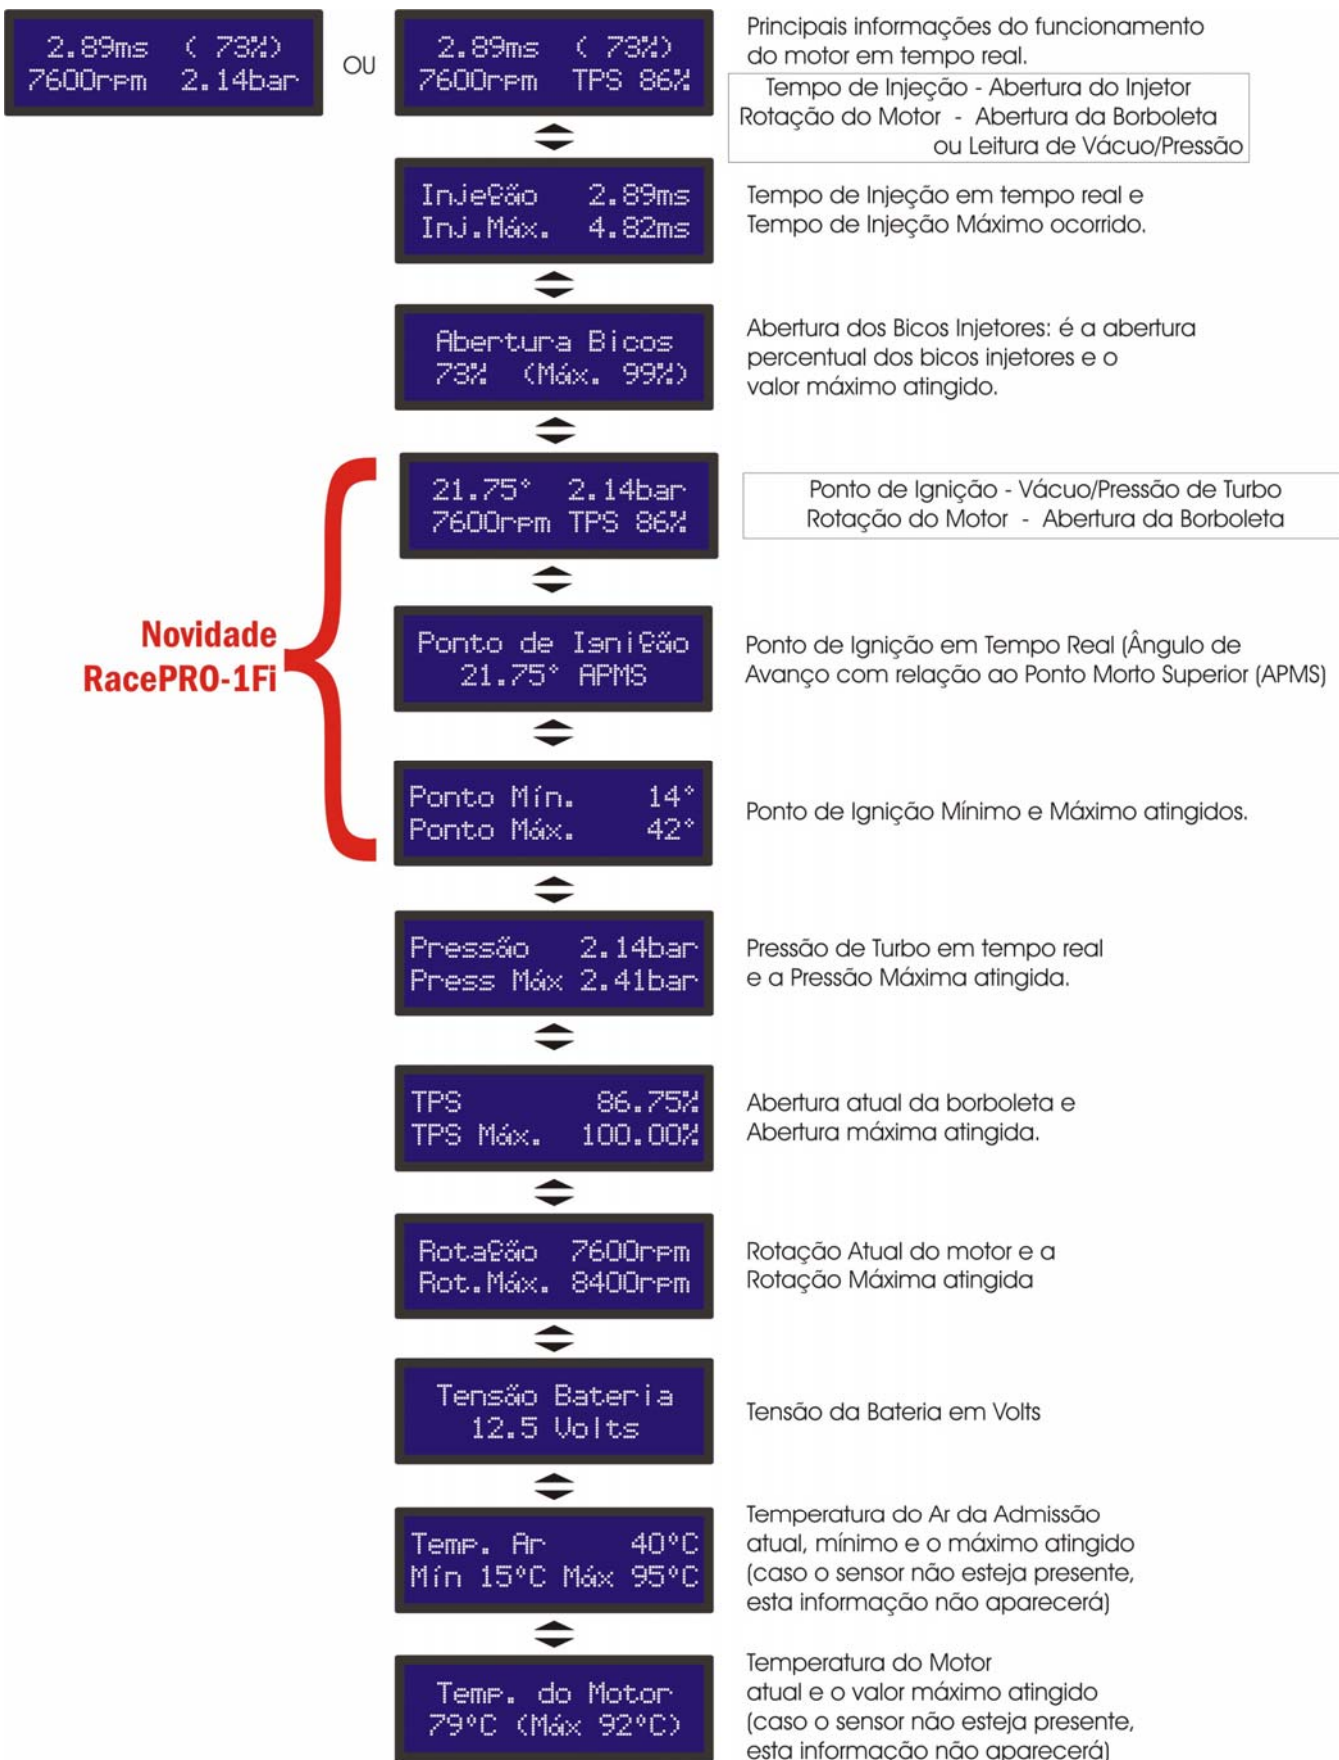 2.89ms ( 73%)
7600rpm 2.14bar
OU
2.89ms ( 73%)
7600rpm TPS 86%
Principais informações do funcionamento
do motor em tempo real.
Tempo de Injeção - Abertura do Injetor
Rotação do Motor - Abertura da Borboleta
ou Leitura de Vácuo/Pressão
Injeção 2.89ms
Inj.Máx. 4.82ms
Tempo de Injeção em tempo real e
Tempo de Injeção Máximo ocorrido.
Abertura Bicos
73% (Máx. 99%)
Abertura dos Bicos Injetores: é a abertura
percentual dos bicos injetores e o
valor máximo atingido.
Novidade
RacePRO-1Fi
21.75° 2.14bar
7600rpm TPS 86%
Ponto de Ignição - Vácuo/Pressão de Turbo
Rotação do Motor - Abertura da Borboleta
Ponto de Ignição
21.75° APMS
Ponto de Ignição em Tempo Real (Ângulo de
Avanço com relação ao Ponto Morto Superior (APMS)
Ponto Mín. 14°
Ponto Máx. 42°
Ponto de Ignição Mínimo e Máximo atingidos.
Pressão 2.14bar
Press Máx 2.41bar
Pressão de Turbo em tempo real
e a Pressão Máxima atingida.
TPS 86.75%
TPS Máx. 100.00%
Abertura atual da borboleta e
Abertura máxima atingida.
Rotação 7600rpm
Rot.Máx. 8400rpm
Rotação Atual do motor e a
Rotação Máxima atingida
Tensão Bateria
12.5 Volts
Tensão da Bateria em Volts
Temp. Ar 40°C
Mín 15°C Máx 95°C
Temperatura do Ar da Admissão
atual, mínimo e o máximo atingido
(caso o sensor não esteja presente,
esta informação não aparecerá)
Temp. do Motor
79°C (Máx 92°C)
Temperatura do Motor
atual e o valor máximo atingido
(caso o sensor não esteja presente,
esta informação não aparecerá)